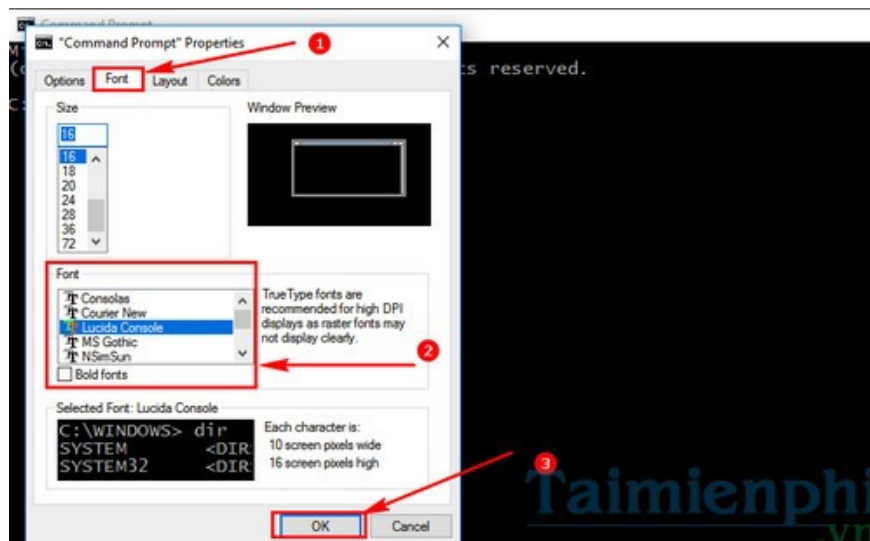 Command Prompt
"Command Prompt" Properties
1
Options Font Layout Colors
cs reserved.
Size
Window Preview
16
16
18
20
24
28
36
72
Font
Consolas
Courier New
Lucida Console
MS Gothic
NSimSun
Bold fonts
TrueType fonts are
recommended for high DPI
displays as raster fonts may
not display clearly.
2
Selected Font: Lucida Console
C:\WINDOWS> dir
SYSTEM <DIR
SYSTEM32 <DIR
Each character is:
10 screen pixels wide
16 screen pixels high
3
OK Cancel
Taimienphi
.vn